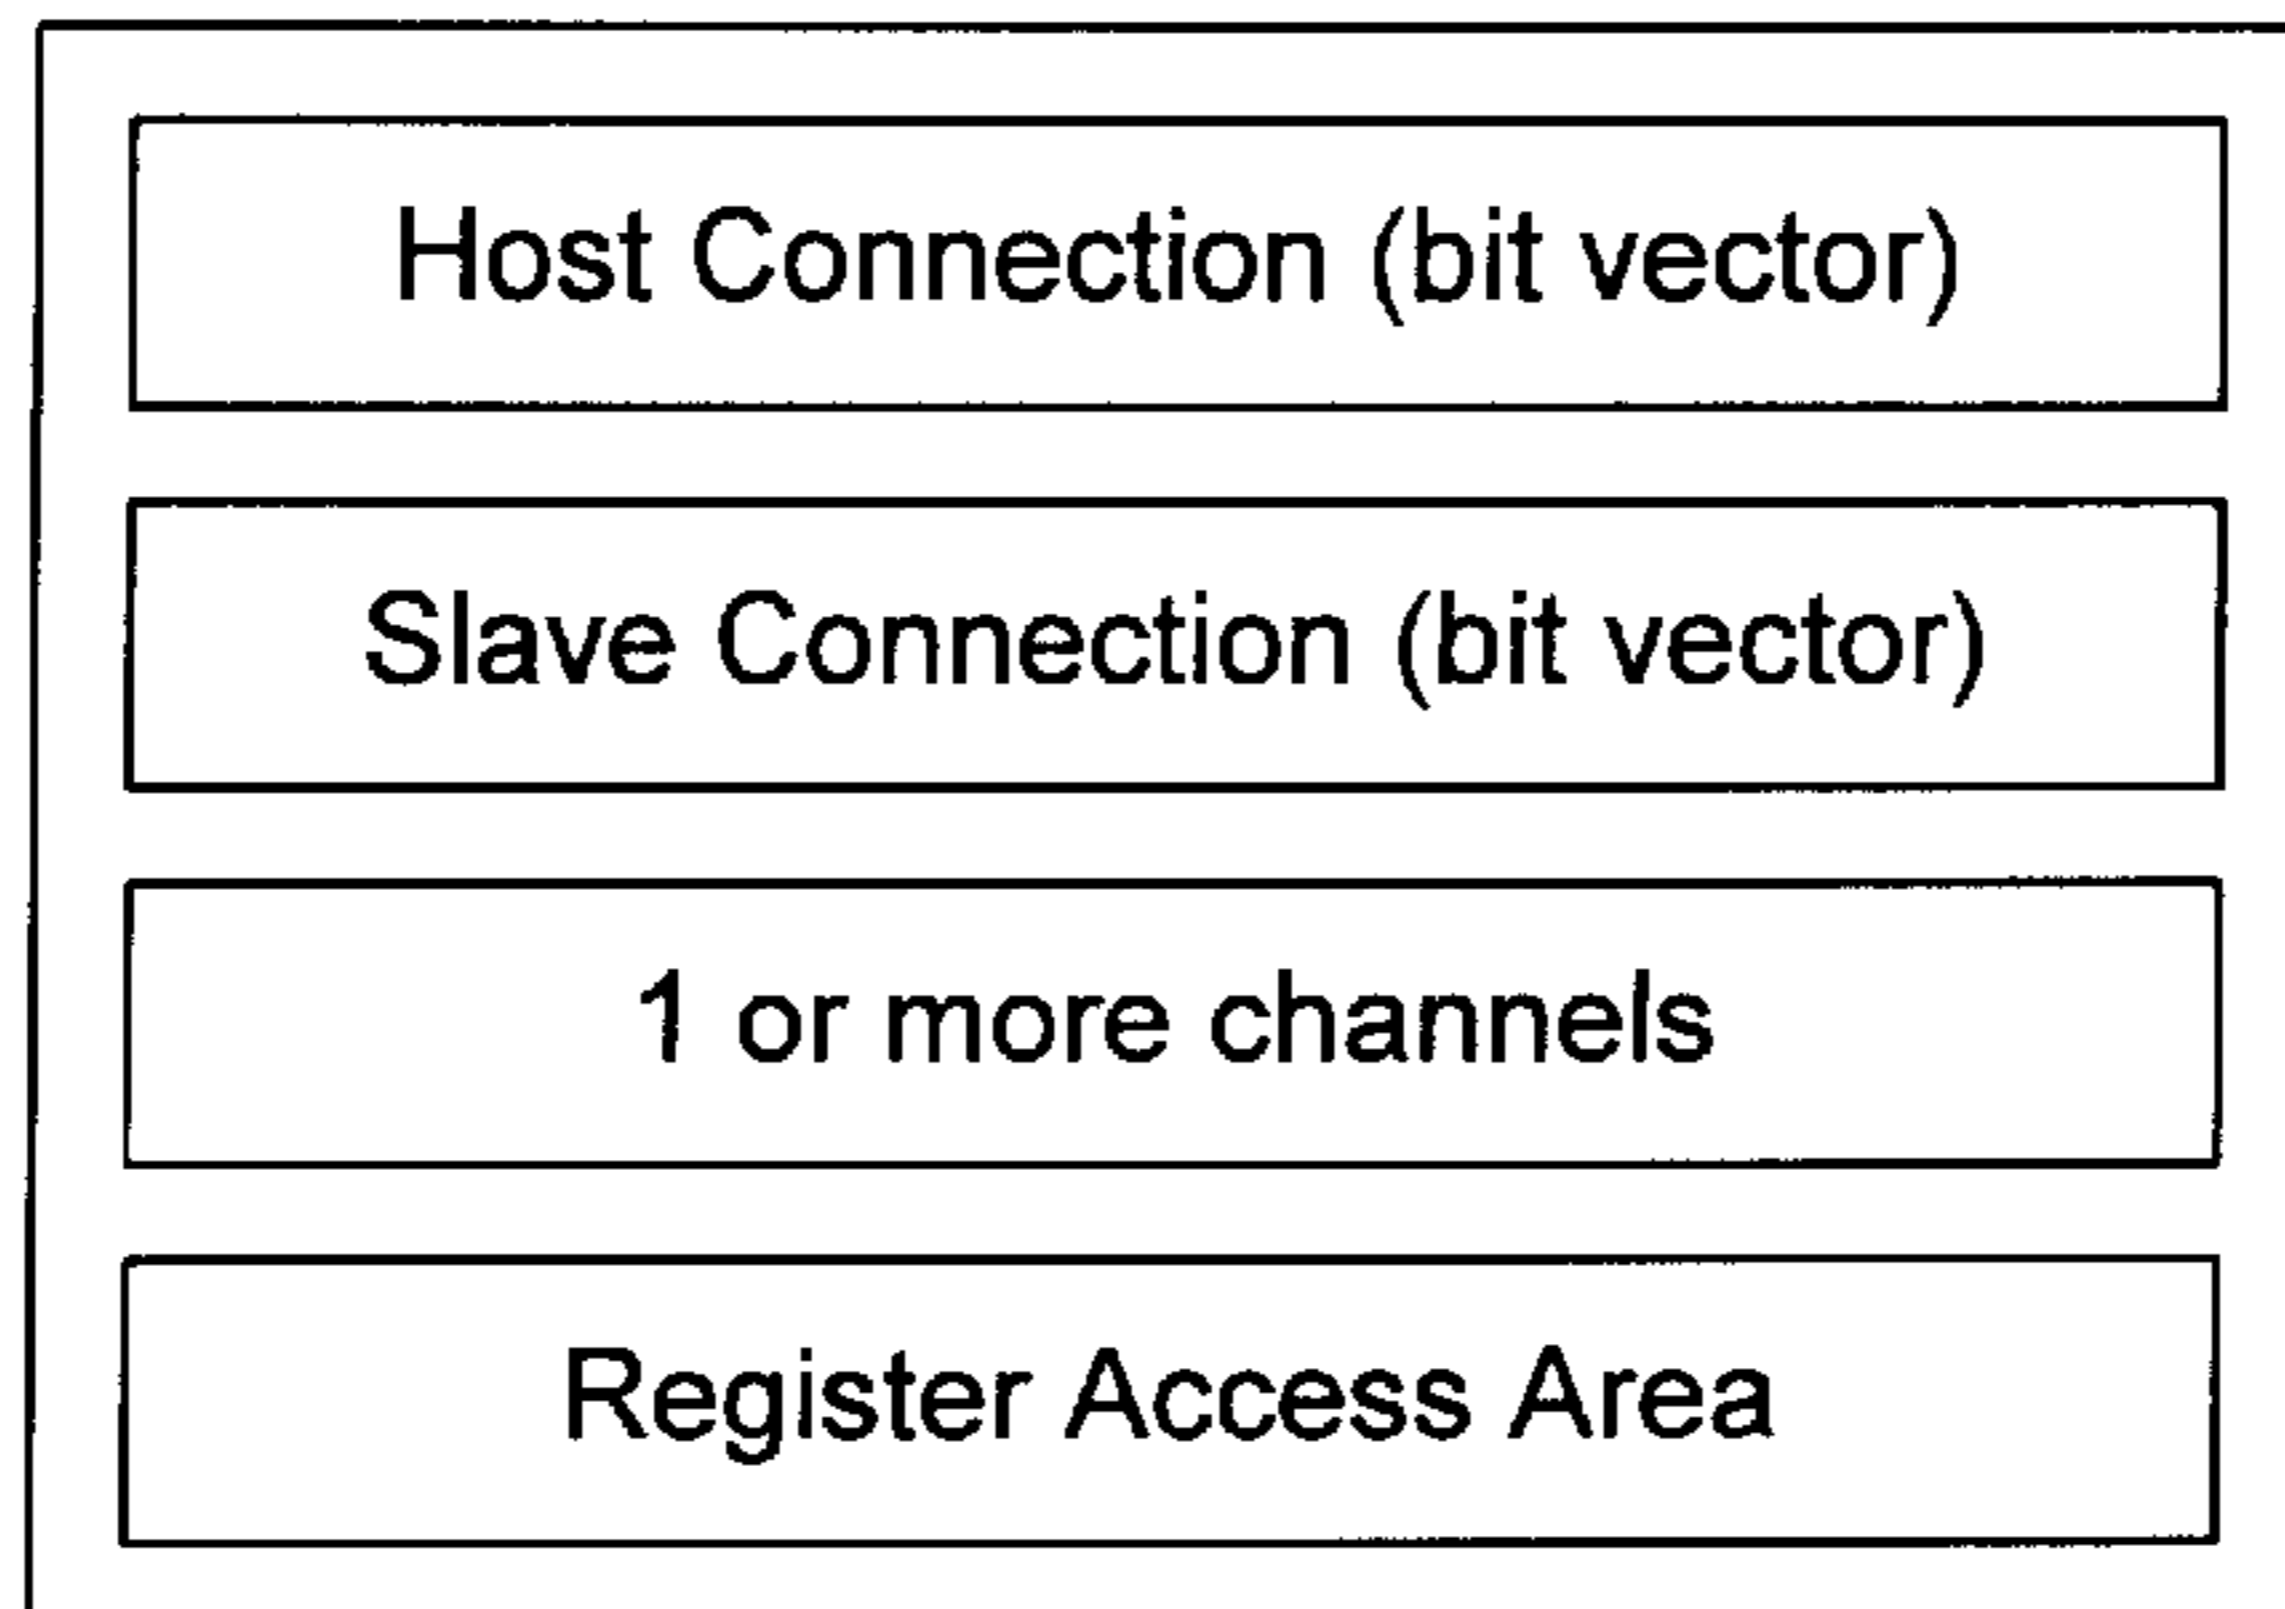 Host Connection (bit vector)
Slave Connection (bit vector)
1 or more channels
Register Access Area